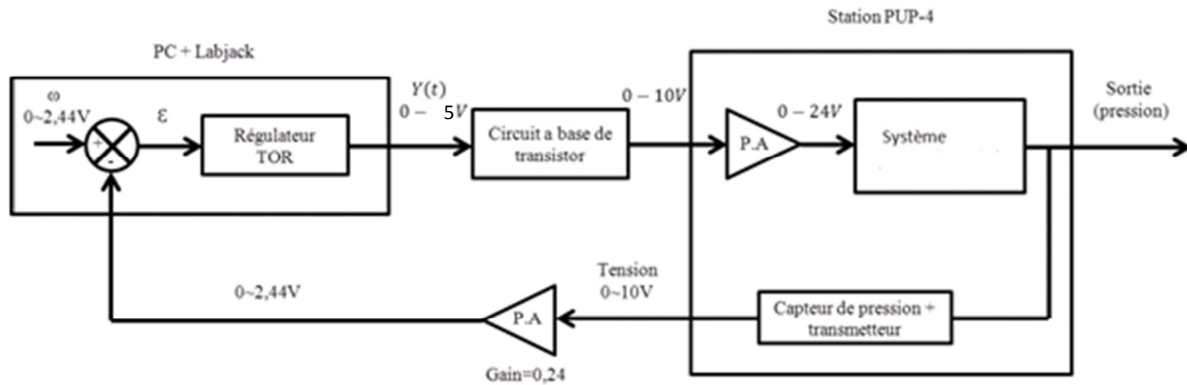 Station PUP-4
PC + Labjack
ω
0~2,44V
ε
+
-
Régulateur
TOR
Y(t)
0 - 5V
Circuit a base de
transistor
0 - 10V
P.A
0 - 24V
Système
Sortie
(pression)
0~2,44V
P.A
Gain=0,24
Tension
0~10V
Capteur de pression +
transmetteur